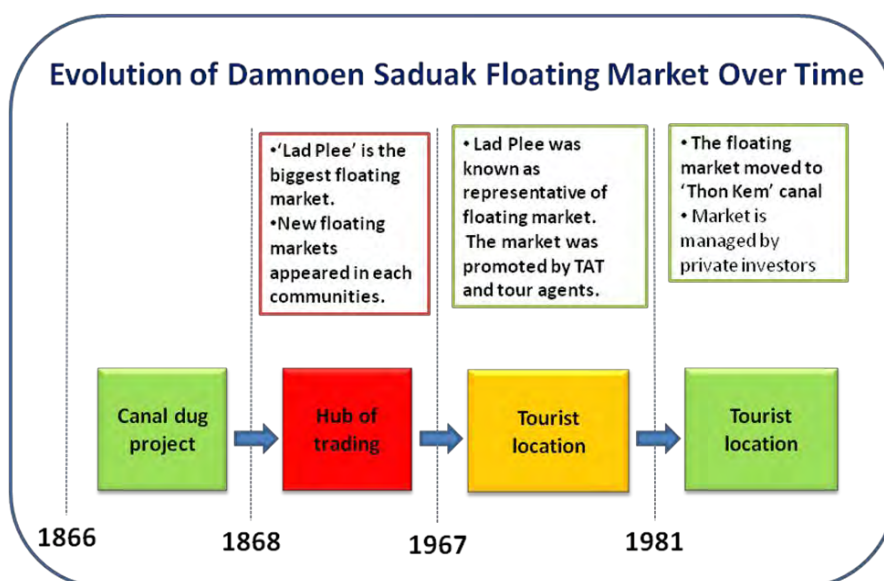 Evolution of Damnoen Saduak Floating Market Over Time
•‘Lad Plee’ is the
biggest floating
market.
•New floating
markets
appeared in each
communities.
• Lad Plee was
known as
representative of
floating market.
The market was
promoted by TAT
and tour agents.
• The floating
market moved to
‘Thon Kem’ canal
• Market is
managed by
private investors
Canal dug
project
Hub of
trading
Tourist
location
Tourist
location
1866
1868
1967
1981